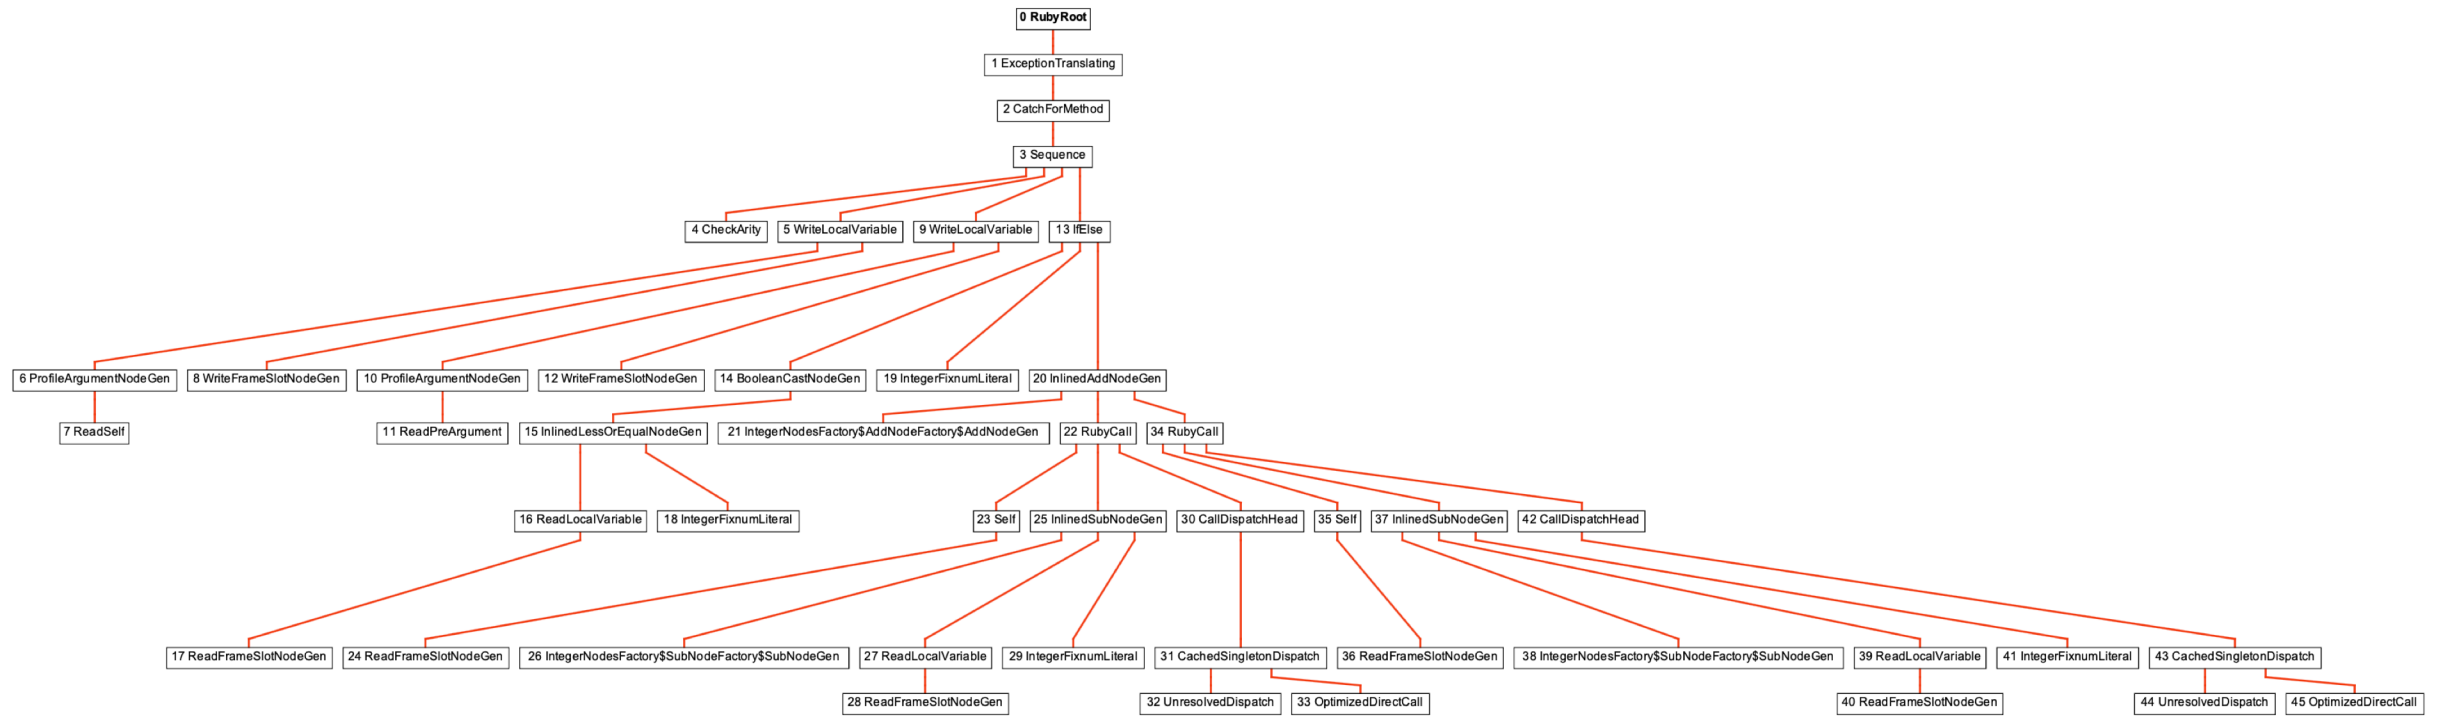 0 RubyRoot
1 ExceptionTranslating
2 CatchForMethod
3 Sequence
4 CheckArity
5 WriteLocalVariable
9 WriteLocalVariable
13 IfElse
6 ProfileArgumentNodeGen
8 WriteFrameSlotNodeGen
10 ProfileArgumentNodeGen
12 WriteFrameSlotNodeGen
14 BooleanCastNodeGen
19 IntegerFixnumLiteral
20 InlinedAddNodeGen
7 ReadSelf
11 ReadPreArgument
15 InlinedLessOrEqualNodeGen
21 IntegerNodesFactory$AddNodeFactory$AddNodeGen
22 RubyCall
34 RubyCall
16 ReadLocalVariable
18 IntegerFixnumLiteral
23 Self
25 InlinedSubNodeGen
30 CallDispatchHead
35 Self
37 InlinedSubNodeGen
42 CallDispatchHead
17 ReadFrameSlotNodeGen
24 ReadFrameSlotNodeGen
26 IntegerNodesFactory$SubNodeFactory$SubNodeGen
27 ReadLocalVariable
29 IntegerFixnumLiteral
31 CachedSingletonDispatch
36 ReadFrameSlotNodeGen
38 IntegerNodesFactory$SubNodeFactory$SubNodeGen
39 ReadLocalVariable
41 IntegerFixnumLiteral
43 CachedSingletonDispatch
28 ReadFrameSlotNodeGen
32 UnresolvedDispatch
33 OptimizedDirectCall
40 ReadFrameSlotNodeGen
44 UnresolvedDispatch
45 OptimizedDirectCall